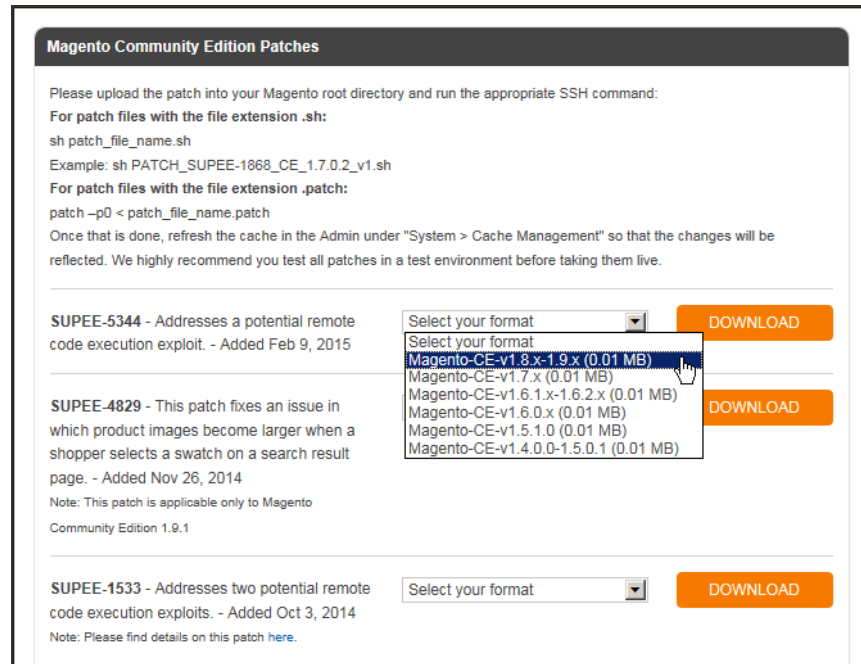 Magento Community Edition Patches
Please upload the patch into your Magento root directory and run the appropriate SSH command:
For patch files with the file extension .sh:
sh patch_file_name.sh
Example: sh PATCH_SUPEE-1868_CE_1.7.0.2_v1.sh
For patch files with the file extension .patch:
patch –p0 < patch_file_name.patch
Once that is done, refresh the cache in the Admin under "System > Cache Management" so that the changes will be
reflected. We highly recommend you test all patches in a test environment before taking them live.
SUPEE-5344 - Addresses a potential remote
code execution exploit. - Added Feb 9, 2015
Select your format
DOWNLOAD
Select your format
Magento-CE-v1.8.x-1.9.x (0.01 MB)
Magento-CE-v1.7.x (0.01 MB)
Magento-CE-v1.6.1.x-1.6.2.x (0.01 MB)
Magento-CE-v1.6.0.x (0.01 MB)
Magento-CE-v1.5.1.0 (0.01 MB)
Magento-CE-v1.4.0.0-1.5.0.1 (0.01 MB)
SUPEE-4829 - This patch fixes an issue in
which product images become larger when a
shopper selects a swatch on a search result
page. - Added Nov 26, 2014
Note: This patch is applicable only to Magento
Community Edition 1.9.1
DOWNLOAD
SUPEE-1533 - Addresses two potential remote
code execution exploits. - Added Oct 3, 2014
Note: Please find details on this patch here.
Select your format
DOWNLOAD